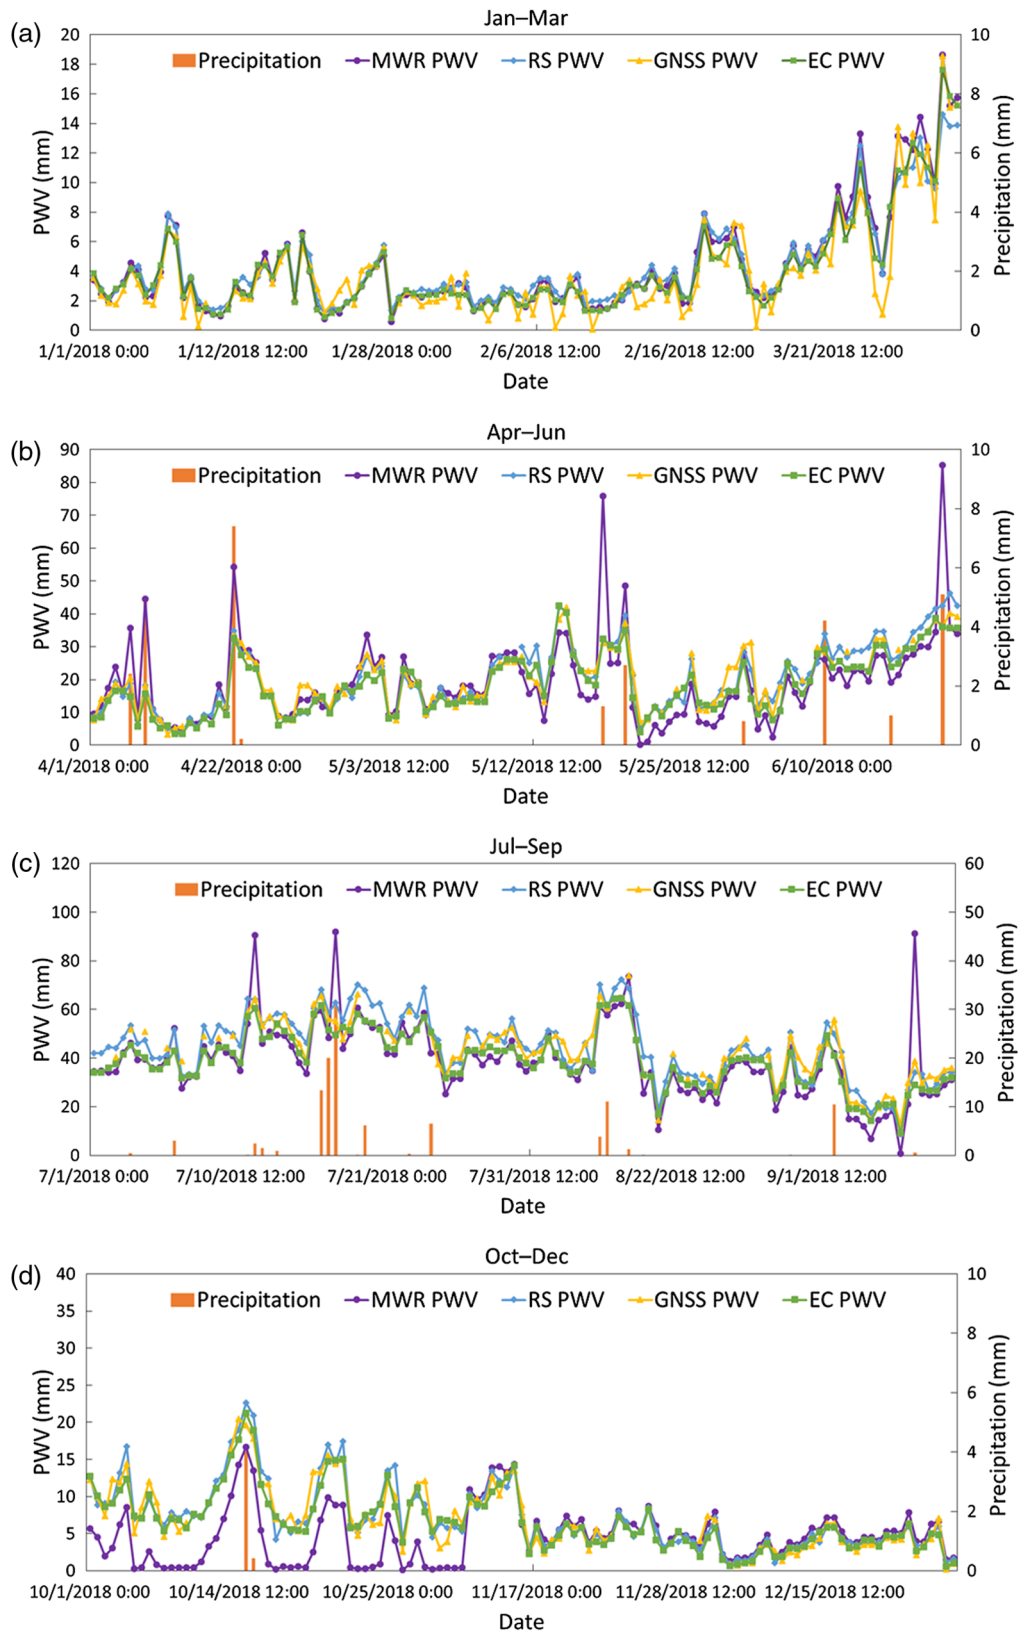 (a)
Jan–Mar
Precipitation MWR PWV RS PWV GNSS PWV EC PWV
20
18
16
14
12
10
8
6
4
2
0
PWV (mm)
10
8
6
4
2
0
Precipitation (mm)
1/1/2018 0:00 1/12/2018 12:00 1/28/2018 0:00 2/6/2018 12:00 2/16/2018 12:00 3/21/2018 12:00
Date
(b)
Apr–Jun
Precipitation MWR PWV RS PWV GNSS PWV EC PWV
90
80
70
60
50
40
30
20
10
0
PWV (mm)
10
8
6
4
2
0
Precipitation (mm)
4/1/2018 0:00 4/22/2018 0:00 5/3/2018 12:00 5/12/2018 12:00 5/25/2018 12:00 6/10/2018 0:00
Date
(c)
Jul–Sep
Precipitation MWR PWV RS PWV GNSS PWV EC PWV
120
100
80
60
40
20
0
PWV (mm)
60
50
40
30
20
10
0
Precipitation (mm)
7/1/2018 0:00 7/10/2018 12:00 7/21/2018 0:00 7/31/2018 12:00 8/22/2018 12:00 9/1/2018 12:00
Date
(d)
Oct–Dec
Precipitation MWR PWV RS PWV GNSS PWV EC PWV
40
35
30
25
20
15
10
5
0
PWV (mm)
10
8
6
4
2
0
Precipitation (mm)
10/1/2018 0:00 10/14/2018 12:00 10/25/2018 0:00 11/17/2018 0:00 11/28/2018 12:00 12/15/2018 12:00
Date